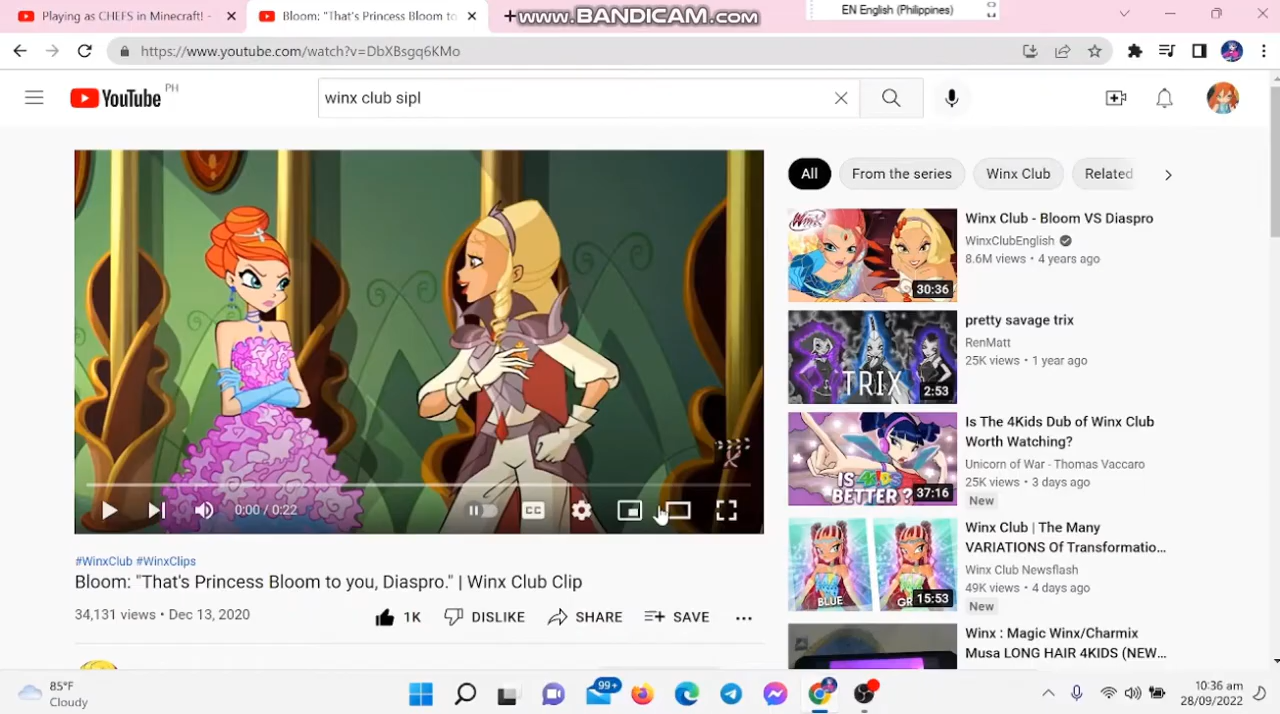 Playing as CHEFS in Minecraft! -
Bloom: "That's Princess Bloom to
www.BANDICAM.com
EN English (Philippines)
https://www.youtube.com/watch?v=DbXBsgq6KMo
YouTube PH
winx club sipl
All
From the series
Winx Club
Related
Winx
30:36
Winx Club - Bloom VS Diaspro
WinxClubEnglish
8.6M views • 4 years ago
TRIX
2:53
pretty savage trix
RenMatt
25K views • 1 year ago
IS 4KIDS BETTER?
37:16
Is The 4Kids Dub of Winx Club
Worth Watching?
Unicorn of War - Thomas Vaccaro
25K views • 3 days ago
New
0:00 / 0:22
CC
BLUE
15:53
Winx Club | The Many
VARIATIONS Of Transformatio...
Winx Club Newsflash
49K views • 4 days ago
New
#WinxClub #WinxClips
Bloom: "That's Princess Bloom to you, Diaspro." | Winx Club Clip
34,131 views • Dec 13, 2020
1K
DISLIKE
SHARE
SAVE
Winx : Magic Winx/Charmix
Musa LONG HAIR 4KIDS (NEW...
85°F
Cloudy
99+
10:36 am
28/09/2022